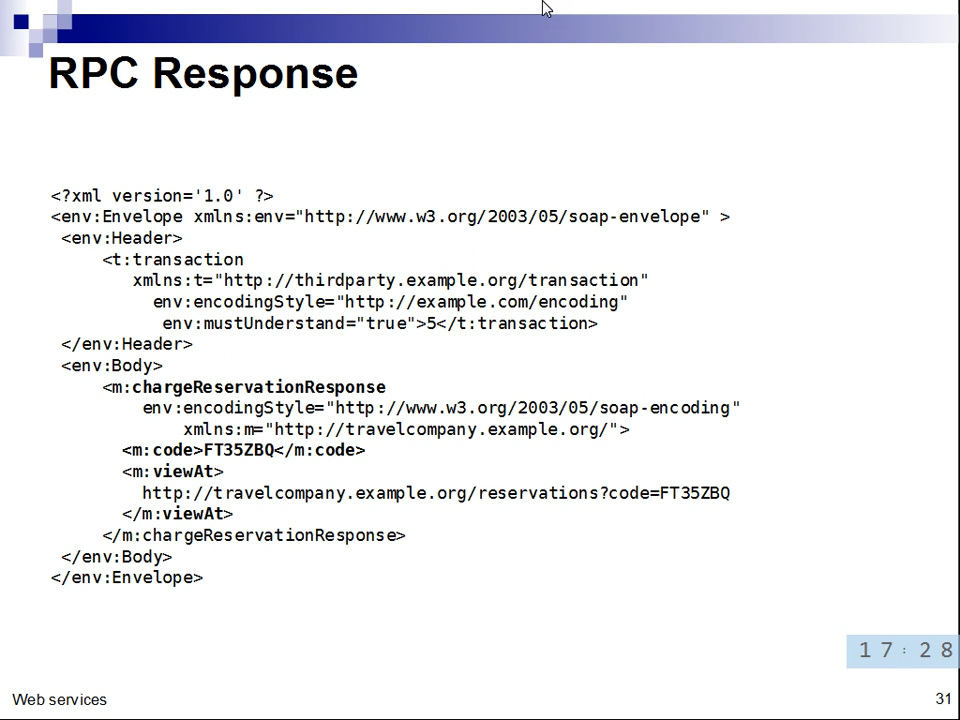 RPC Response
<?xml version='1.0' ?>
<env:Envelope xmlns:env="http://www.w3.org/2003/05/soap-envelope" >
<env:Header>
<t:transaction
xmlns:t="http://thirdparty.example.org/transaction"
env:encodingStyle="http://example.com/encoding"
env:mustUnderstand="true">5</t:transaction>
</env:Header>
<env:Body>
<m:chargeReservationResponse
env:encodingStyle="http://www.w3.org/2003/05/soap-encoding"
xmlns:m="http://travelcompany.example.org/">
<m:code>FT35ZBQ</m:code>
<m:viewAt>
http://travelcompany.example.org/reservations?code=FT35ZBQ
</m:viewAt>
</m:chargeReservationResponse>
</env:Body>
</env:Envelope>
17:28
Web services
31